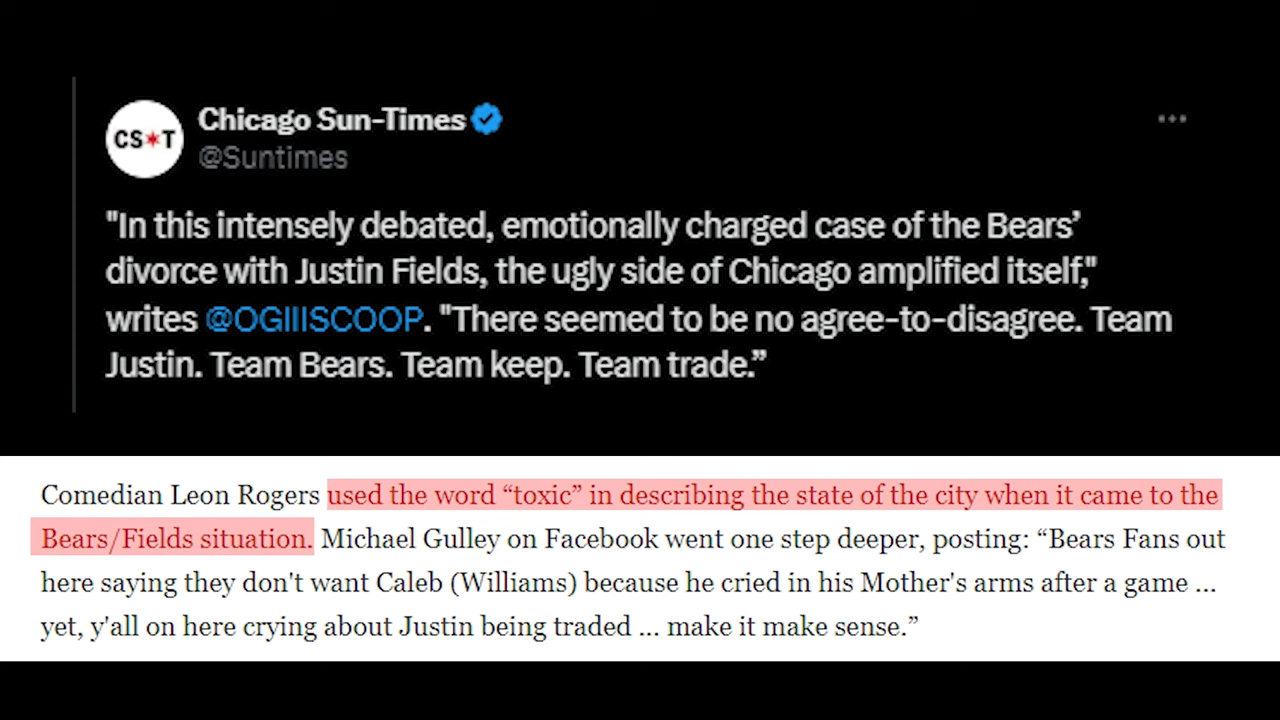 CS★T
Chicago Sun-Times
@Suntimes
"In this intensely debated, emotionally charged case of the Bears’
divorce with Justin Fields, the ugly side of Chicago amplified itself,"
writes @OGIIISCOOP. "There seemed to be no agree-to-disagree. Team
Justin. Team Bears. Team keep. Team trade.”
Comedian Leon Rogers used the word “toxic” in describing the state of the city when it came to the
Bears/Fields situation. Michael Gulley on Facebook went one step deeper, posting: “Bears Fans out
here saying they don't want Caleb (Williams) because he cried in his Mother's arms after a game ...
yet, y'all on here crying about Justin being traded ... make it make sense.”